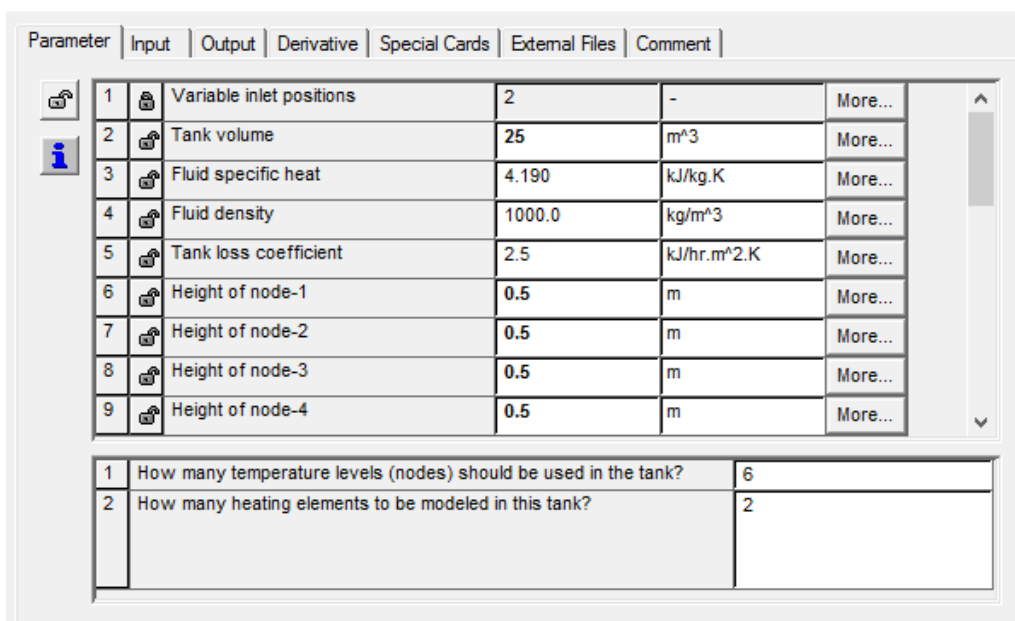 Parameter Input Output Derivative Special Cards External Files Comment
1 Variable inlet positions 2 - More...
2 Tank volume 25 m^3 More...
3 Fluid specific heat 4.190 kJ/kg.K More...
4 Fluid density 1000.0 kg/m^3 More...
5 Tank loss coefficient 2.5 kJ/hr.m^2.K More...
6 Height of node-1 0.5 m More...
7 Height of node-2 0.5 m More...
8 Height of node-3 0.5 m More...
9 Height of node-4 0.5 m More...
1 How many temperature levels (nodes) should be used in the tank? 6
2 How many heating elements to be modeled in this tank? 2